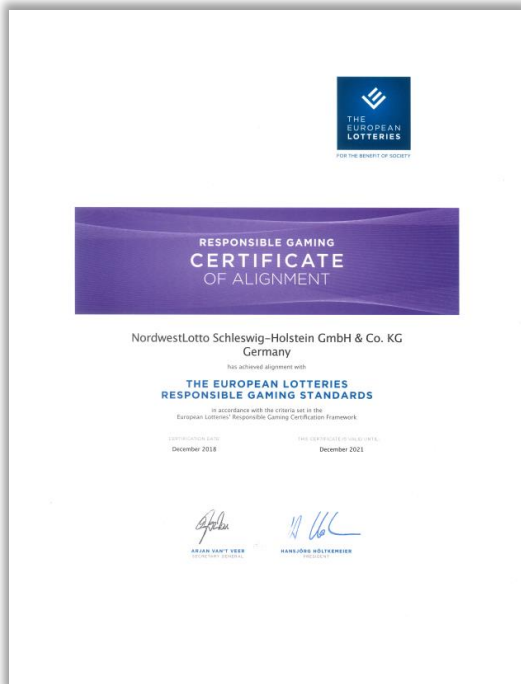 THE
EUROPEAN
LOTTERIES
FOR THE BENEFIT OF SOCIETY
RESPONSIBLE GAMING
CERTIFICATE
OF ALIGNMENT
NordwestLotto Schleswig-Holstein GmbH & Co. KG
Germany
has achieved alignment with
THE EUROPEAN LOTTERIES
RESPONSIBLE GAMING STANDARDS
in accordance with the criteria set in the
European Lotteries' Responsible Gaming Certification Framework
CERTIFICATION DATE:
December 2018
THIS CERTIFICATE IS VALID UNTIL:
December 2021
ARJAN VAN'T VEER
SECRETARY GENERAL
HANSJÖRG HÖLTKEMEIER
PRESIDENT